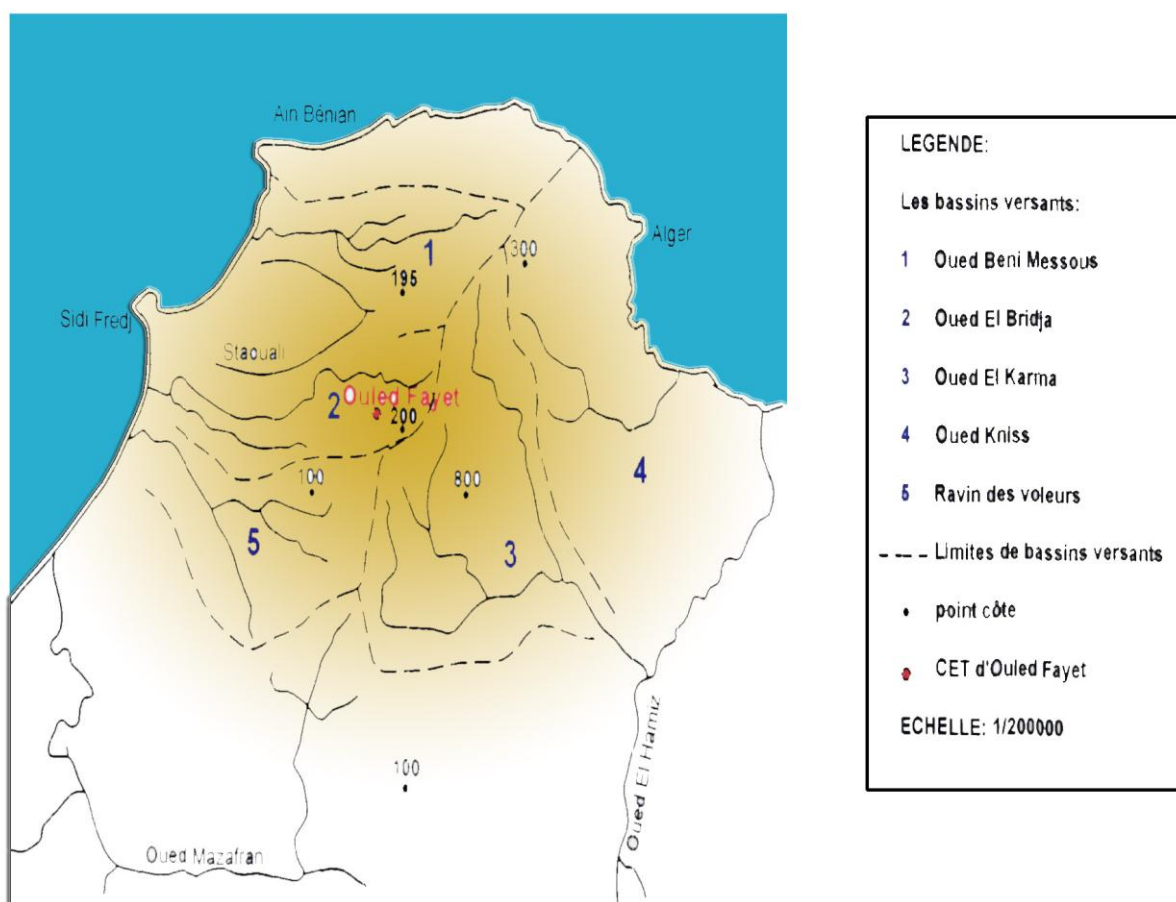 Ain Bénian
Alger
1
300
195
Sidi Fredj
Staouali
Ouled Fayet
2
200
100
800
4
5
3
100
Oued El Hamiz
Oued Mazafran
LEGENDE:
Les bassins versants:
1 Oued Beni Messous
2 Oued El Bridja
3 Oued El Karma
4 Oued Kniss
5 Ravin des voleurs
Limites de bassins versants
point côte
CET d'Ouled Fayet
ECHELLE: 1/200000